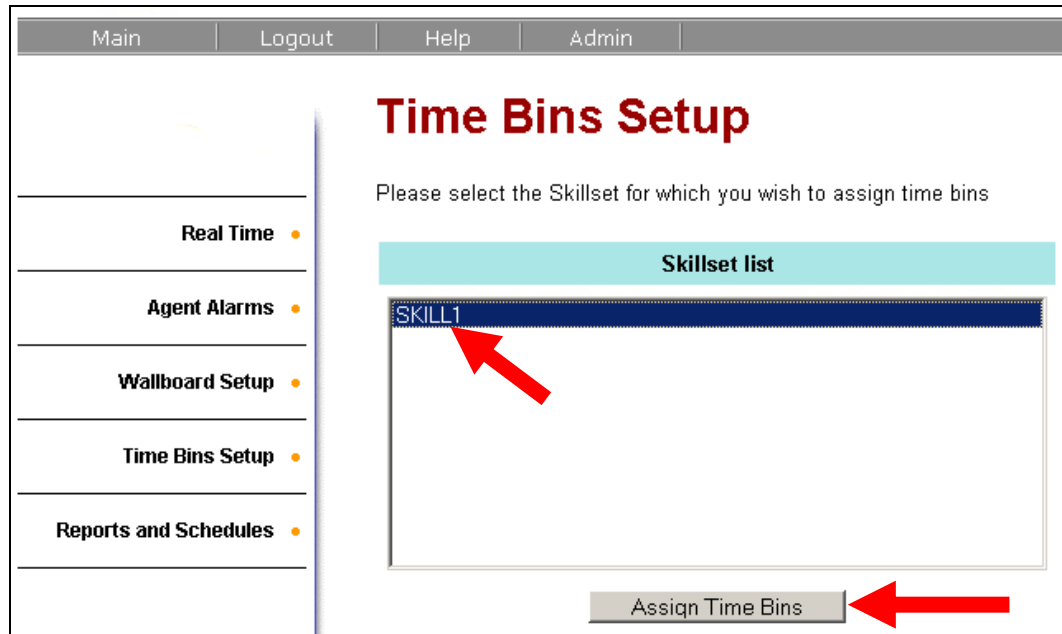 Main Logout Help Admin
Time Bins Setup
Please select the Skillset for which you wish to assign time bins
Real Time
Agent Alarms
Wallboard Setup
Time Bins Setup
Reports and Schedules
Skillset list
SKILL1
Assign Time Bins